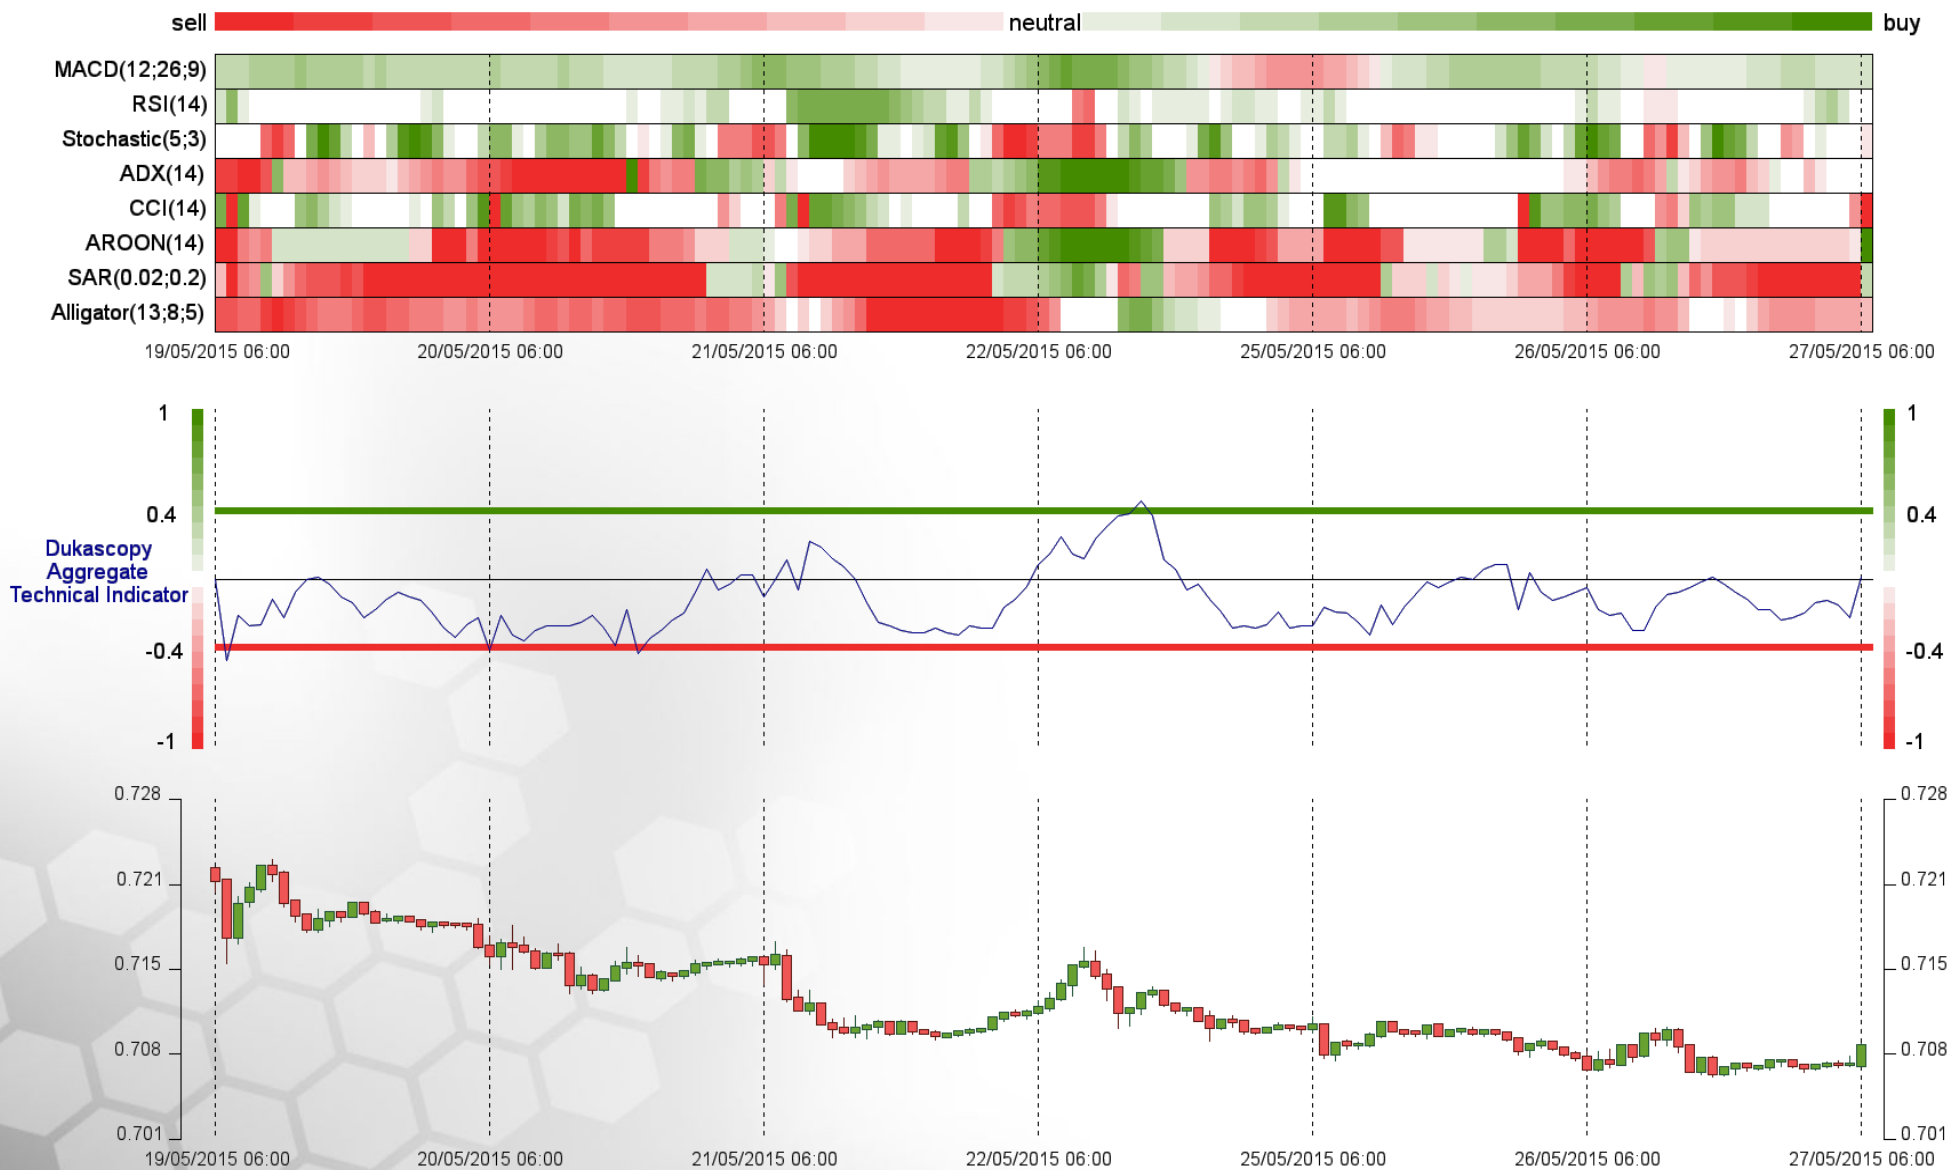 sell neutral buy
MACD(12;26;9)
RSI(14)
Stochastic(5;3)
ADX(14)
CCI(14)
AROON(14)
SAR(0.02;0.2)
Alligator(13;8;5)
19/05/2015 06:00 20/05/2015 06:00 21/05/2015 06:00 22/05/2015 06:00 25/05/2015 06:00 26/05/2015 06:00 27/05/2015 06:00
1 1
0.4 0.4
Dukascopy
Aggregate
Technical Indicator
-0.4 -0.4
-1 -1
0.728 0.728
0.721 0.721
0.715 0.715
0.708 0.708
0.701 0.701
19/05/2015 06:00 20/05/2015 06:00 21/05/2015 06:00 22/05/2015 06:00 25/05/2015 06:00 26/05/2015 06:00 27/05/2015 06:00